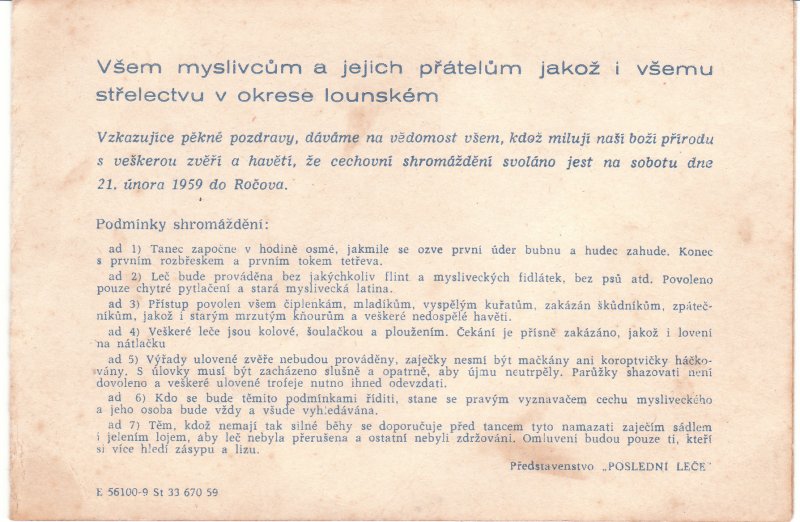 Všem myslivcům a jejich přátelům jakož i všemu
střelectvu v okrese lounském
Vzkazujíce pěkné pozdravy, dáváme na vědomost všem, kdož milují naši boží přírodu
s veškerou zvěří a havětí, že cechovní shromáždění svoláno jest na sobotu dne
21. února 1959 do Ročova.
Podmínky shromáždění:
ad 1) Tanec započne v hodině osmé, jakmile se ozve první úder bubnu a hudec zahude. Konec
s prvním rozbřeskem a prvním tokem tetřeva.
ad 2) Leč bude prováděna bez jakýchkoliv flint a mysliveckých fidlátek, bez psů atd. Povoleno
pouze chytré pytlačení a stará myslivecká latina.
ad 3) Přístup povolen všem čiplenkám, mladíkům, vyspělým kuřatům, zakázán škůdníkům, zpáteč-
níkům, jakož i starým mrzutým kňourům a veškeré nedospělé havěti.
ad 4) Veškeré leče jsou kolové, šoulačkou a ploužením. Čekání je přísně zakázáno, jakož i lovení
na nátlačku
ad 5) Výřady ulovené zvěře nebudou prováděny, zaječky nesmí být mačkány ani koroptvičky háčko-
vány. S úlovky musí být zacházeno slušně a opatrně, aby újmu neutrpěly. Parůžky shazovati není
dovoleno a veškeré ulovené trofeje nutno ihned odevzdati.
ad 6) Kdo se bude těmito podmínkami říditi, stane se pravým vyznavačem cechu mysliveckého
a jeho osoba bude vždy a všude vyhledávána.
ad 7) Těm, kdož nemají tak silné běhy se doporučuje před tancem tyto namazati zaječím sádlem
i jelením lojem, aby leč nebyla přerušena a ostatní nebyli zdržováni. Omluveni budou pouze ti, kteří
si více hledí zásypu a lizu.
Představenstvo „POSLEDNÍ LEČE"
E 56100-9 St 33 670 59